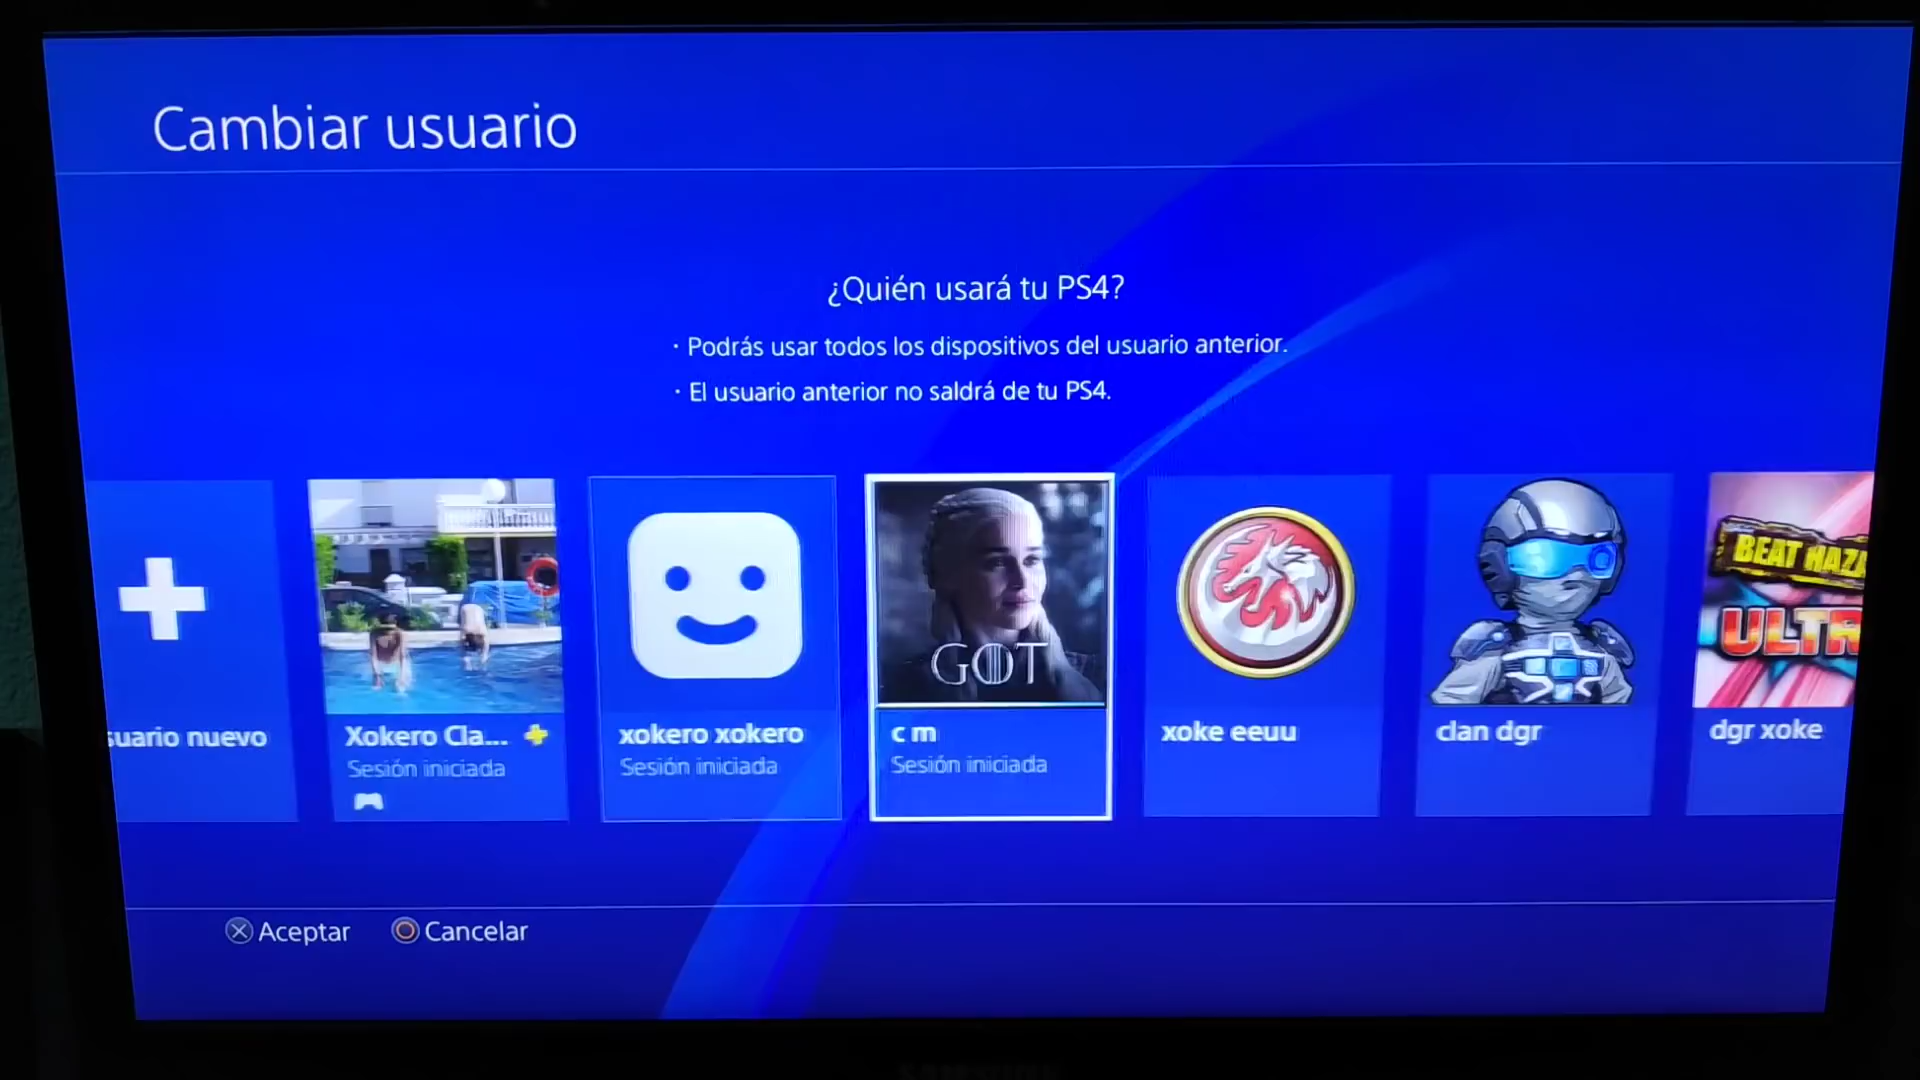 Cambiar usuario
¿Quién usará tu PS4?
· Podrás usar todos los dispositivos del usuario anterior.
· El usuario anterior no saldrá de tu PS4.
GOT
BEAT HAZ
ULTR
suario nuevo
Xokero Cla...
Sesión iniciada
xokero xokero
Sesión iniciada
c m
Sesión iniciada
xoke eeuu
clan dgr
dgr xoke
Aceptar
Cancelar